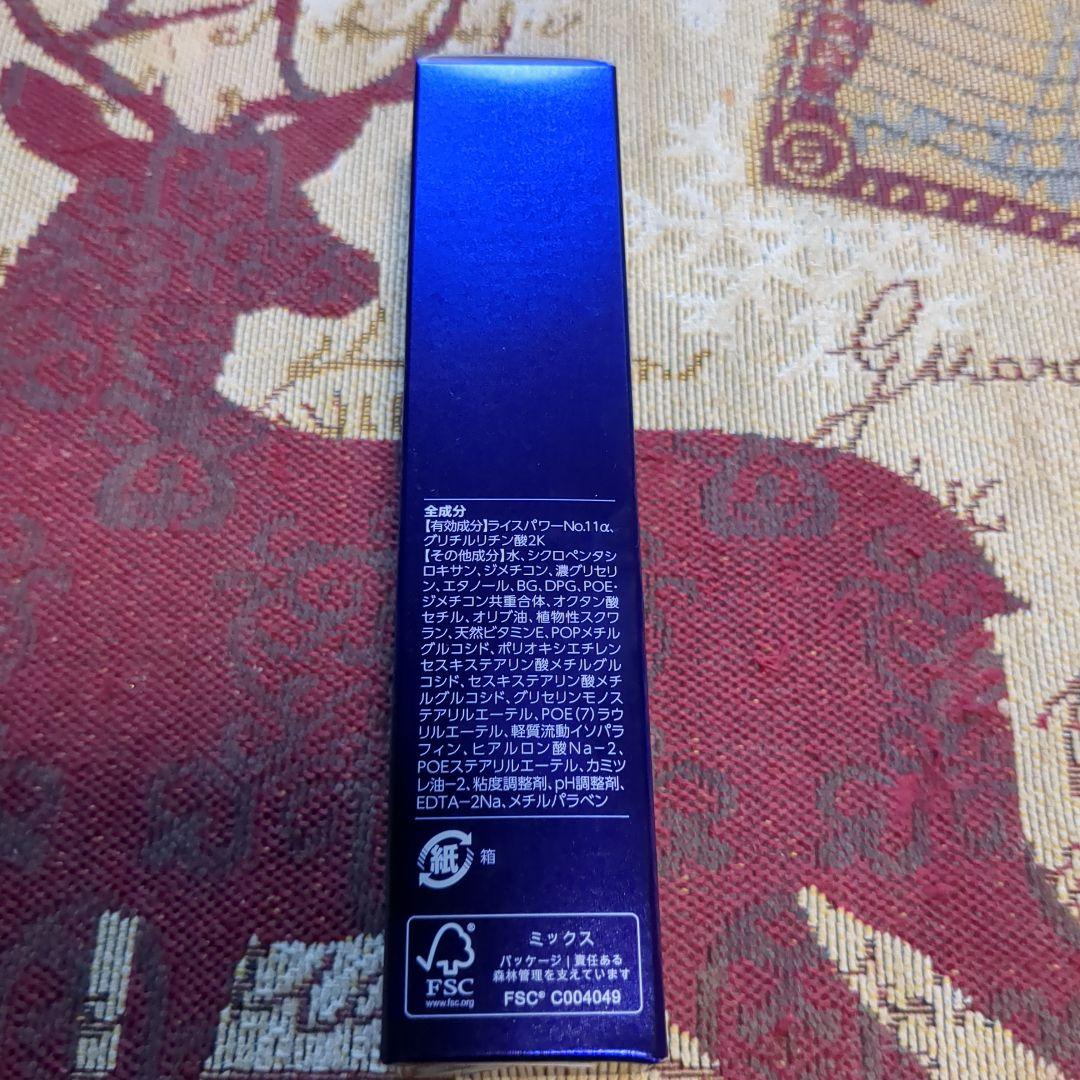 全成分
【有効成分】ライスパワーNo.11α、
グリチルリチン酸2K
【その他成分】水、シクロペンタシ
ロキサン、ジメチコン、濃グリセリ
ン、エタノール、BG、DPG、POE・
ジメチコン共重合体、オクタン酸
セチル、オリブ油、植物性スクワ
ラン、天然ビタミンE、POPメチル
グルコシド、ポリオキシエチレン
セスキステアリン酸メチルグル
コシド、セスキステアリン酸メチ
ルグルコシド、グリセリンモノス
テアリルエーテル、POE(7)ラウ
リルエーテル、軽質流動イソパラ
フィン、ヒアルロン酸Na-2、
POEステアリルエーテル、カミツ
レ油-2、粘度調整剤、pH調整剤、
EDTA-2Na、メチルパラベン
紙 箱
FSC®
www.fsc.org
ミックス
パッケージ|責任ある
森林管理を支えています
FSC® C004049